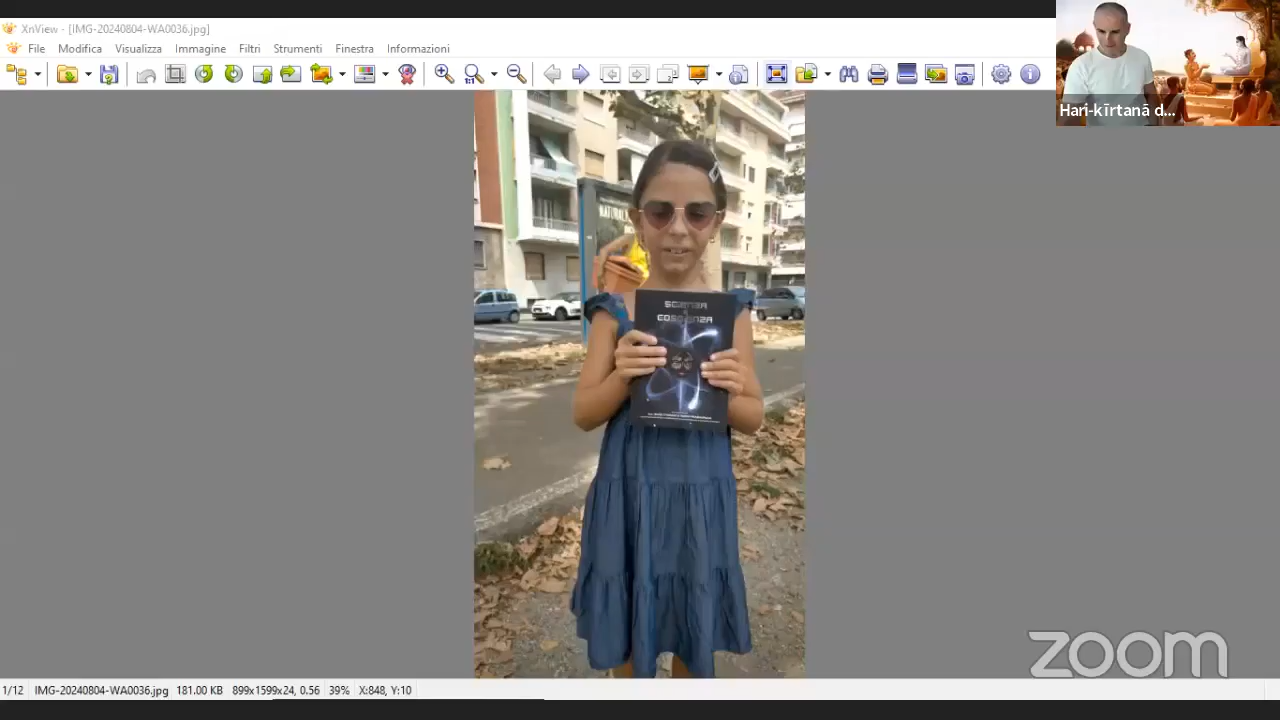 XnView - [IMG-20240804-WA0036.jpg]
File Modifica Visualizza Immagine Filtri Strumenti Finestra Informazioni
Hari-kīrtanā d...
SCIENZA
COSCIENZA
zoom
1/12 IMG-20240804-WA0036.jpg 181.00 KB 899x1599x24, 0.56 39% X:848, Y:10